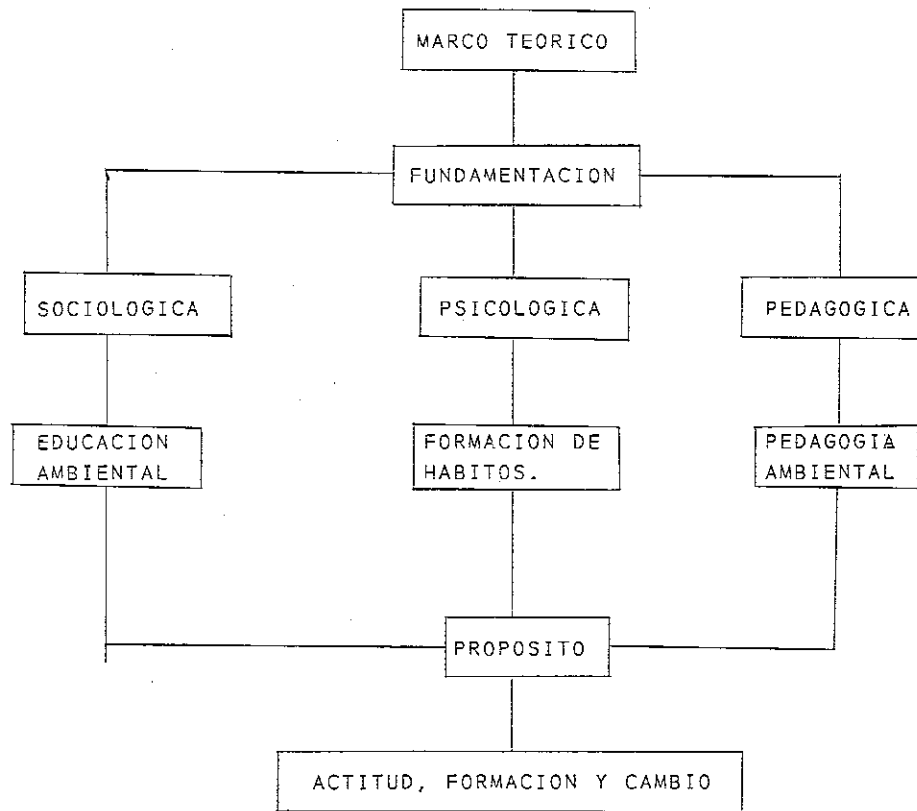 MARCO TEORICO
FUNDAMENTACION
SOCIOLOGICA
PSICOLOGICA
PEDAGOGICA
EDUCACION
AMBIENTAL
FORMACION DE
HABITOS.
PEDAGOGIA
AMBIENTAL
PROPOSITO
ACTITUD, FORMACION Y CAMBIO